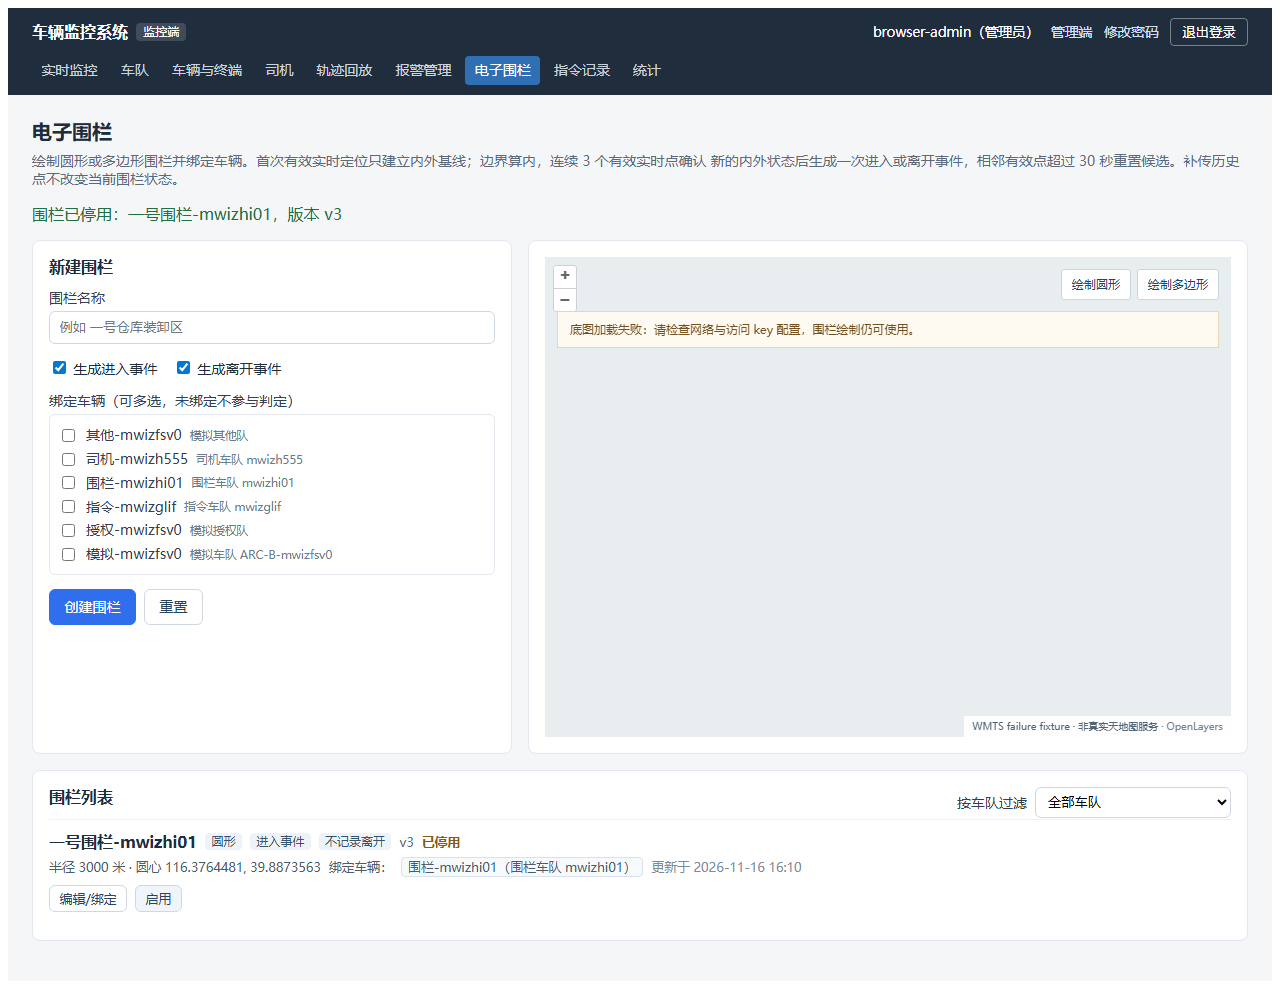 车辆监控系统 监控端
browser-admin（管理员） 管理端 修改密码 退出登录
实时监控 车队 车辆与终端 司机 轨迹回放 报警管理 电子围栏 指令记录 统计
电子围栏
绘制圆形或多边形围栏并绑定车辆。首次有效实时定位只建立内外基线；边界算内，连续 3 个有效实时点确认 新的内外状态后生成一次进入或离开事件，相邻有效点超过 30 秒重置候选。补传历史
点不改变当前围栏状态。
围栏已停用：一号围栏-mwizhi01，版本 v3
新建围栏
围栏名称
例如 一号仓库装卸区
生成进入事件 生成离开事件
绑定车辆（可多选，未绑定不参与判定）
其他-mwizfsv0 模拟其他队
司机-mwizh555 司机车队 mwizh555
围栏-mwizhi01 围栏车队 mwizhi01
指令-mwizglif 指令车队 mwizglif
授权-mwizfsv0 模拟授权队
模拟-mwizfsv0 模拟车队 ARC-B-mwizfsv0
创建围栏 重置
+
−
绘制圆形 绘制多边形
底图加载失败：请检查网络与访问 key 配置，围栏绘制仍可使用。
WMTS failure fixture · 非真实天地图服务 · OpenLayers
围栏列表
按车队过滤 全部车队
一号围栏-mwizhi01 圆形 进入事件 不记录离开 v3 已停用
半径 3000 米 · 圆心 116.3764481, 39.8873563 绑定车辆： 围栏-mwizhi01（围栏车队 mwizhi01） 更新于 2026-11-16 16:10
编辑/绑定 启用